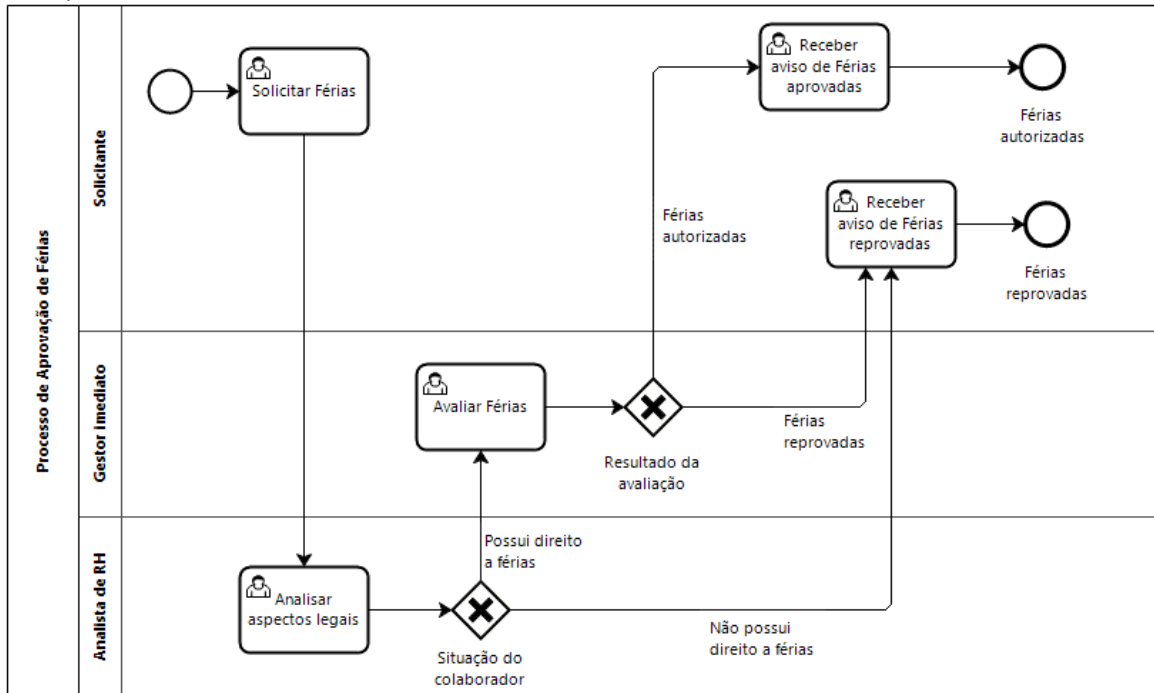 Processo de Aprovação de Férias
Solicitante
Solicitar Férias
Receber
aviso de Férias
aprovadas
Férias
autorizadas
Férias
autorizadas
Receber
aviso de Férias
reprovadas
Férias
reprovadas
Gestor imediato
Avaliar Férias
Resultado da
avaliação
Férias
reprovadas
Analista de RH
Analisar
aspectos legais
Possui direito
a férias
Situação do
colaborador
Não possui
direito a férias